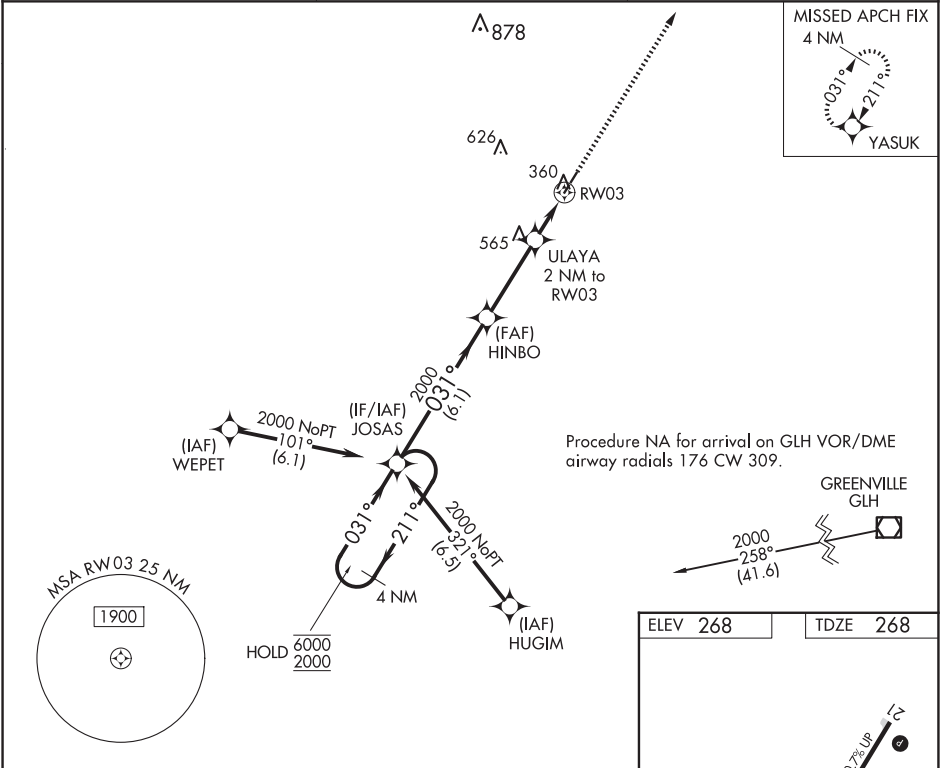 878
MISSED APCH FIX
4 NM
031°
211°
YASUK
626
360
RW03
565
ULAYA
2 NM to
RW03
(FAF)
HINBO
2000
031°
(6.1)
(IF/IAF)
JOSAS
2000 NoPT
101°
(6.1)
(IAF)
WEPET
Procedure NA for arrival on GLH VOR/DME
airway radials 176 CW 309.
GREENVILLE
GLH
2000
258°
(41.6)
031°
211°
2000 NoPT
321°
(6.5)
4 NM
(IAF)
HUGIM
HOLD 6000
2000
MSA RW03 25 NM
1900
ELEV 268
TDZE 268
21
P
0.7% UP